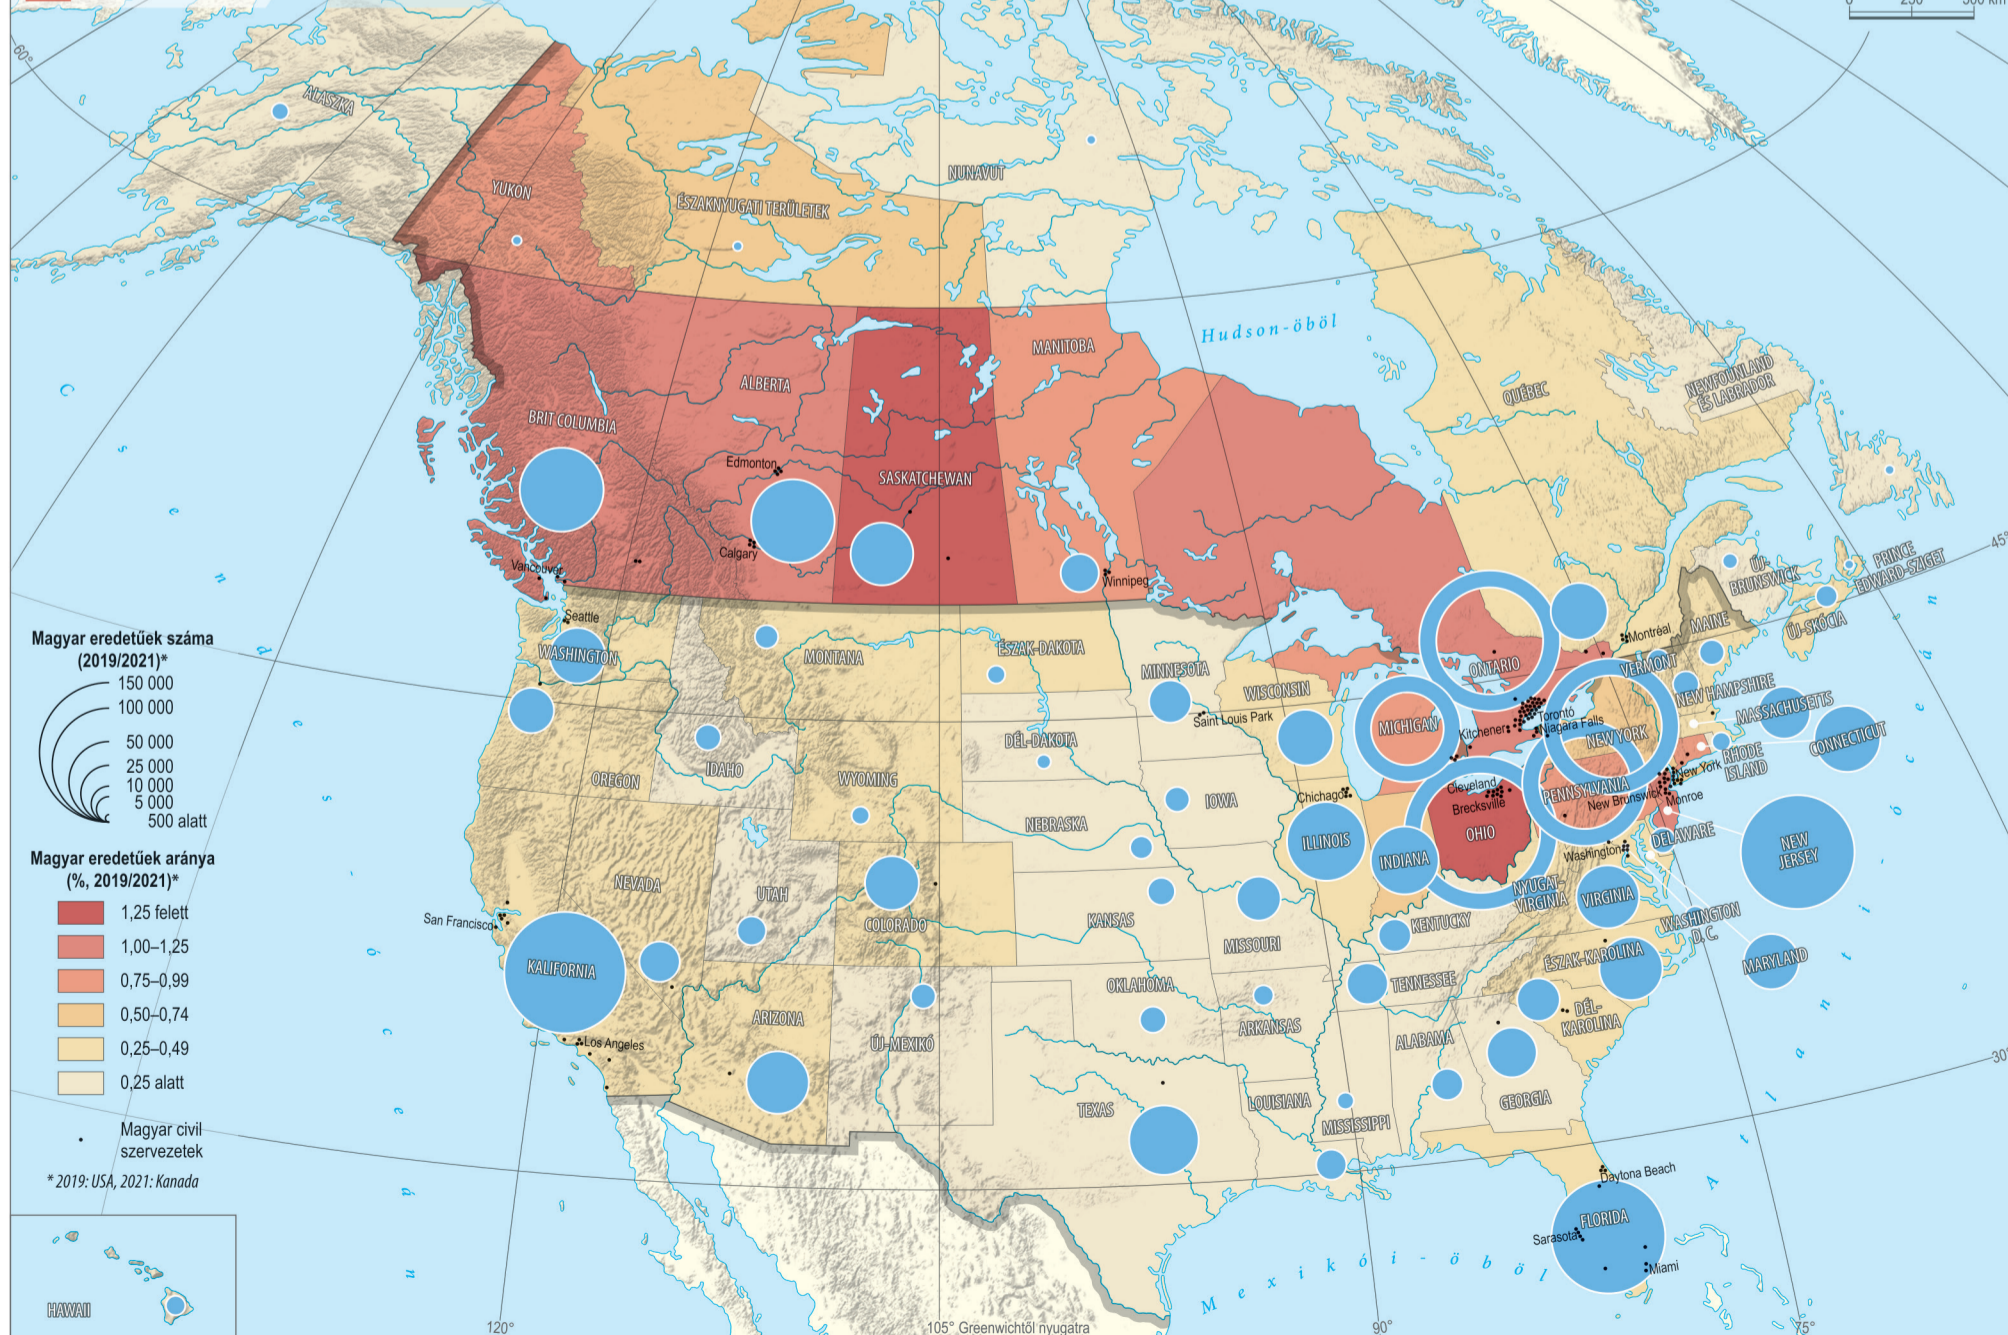 250
500 km
60°
ALASZKA
YUKON
ÉSZAKNYUGATI TERÜLETEK
NUNAVUT
Hudson-öböl
MANITOBA
ALBERTA
BRIT COLUMBIA
SASKATCHEWAN
QUÉBEC
NEWFOUNDLAND
ÉS LABRADOR
Edmonton
Calgary
Vancouver
Winnipeg
45°
Seattle
WASHINGTON
MONTANA
ÉSZAK-DAKOTA
MINNESOTA
WISCONSIN
Saint Louis Park
MICHIGAN
ONTARIO
Montréal
MAINE
ÚJ-
BRUNSWICK
PRINCE
EDWARD-SZIGET
ÚJ-SKÓCIA
VERMONT
NEW HAMPSHIRE
MASSACHUSETTS
CONNECTICUT
RHODE
ISLAND
Torontó
Niagara Falls
Kitchener
NEW YORK
New York
PENNSYLVANIA
New Brunswick
Monroe
Cleveland
Brecksville
OHIO
DELAWARE
NEW
JERSEY
Washington
WASHINGTON
D. C.
MARYLAND
OREGON
IDAHO
WYOMING
DÉL-DAKOTA
IOWA
NEBRASKA
Chichago
ILLINOIS
INDIANA
NYUGAT-
VIRGINIA
VIRGINIA
NEVADA
UTAH
COLORADO
KANSAS
MISSOURI
KENTUCKY
San Francisco
KALIFORNIA
ÉSZAK-KAROLINA
TENNESSEE
OKLAHOMA
ARKANSAS
DÉL-
KAROLINA
ARIZONA
ÚJ-MEXIKÓ
Los Angeles
ALABAMA
GEORGIA
TEXAS
LOUISIANA
MISSISSIPPI
30°
Daytona Beach
FLORIDA
Sarasota
Miami
Mexikói-öböl
Csendes-óceán
Atlanti-óceán
Magyar eredetűek száma
(2019/2021)*
150 000
100 000
50 000
25 000
10 000
5 000
500 alatt
Magyar eredetűek aránya
(%, 2019/2021)*
1,25 felett
1,00–1,25
0,75–0,99
0,50–0,74
0,25–0,49
0,25 alatt
Magyar civil
szervezetek
* 2019: USA, 2021: Kanada
HAWAII
120°
105° Greenwichtől nyugatra
90°
75°